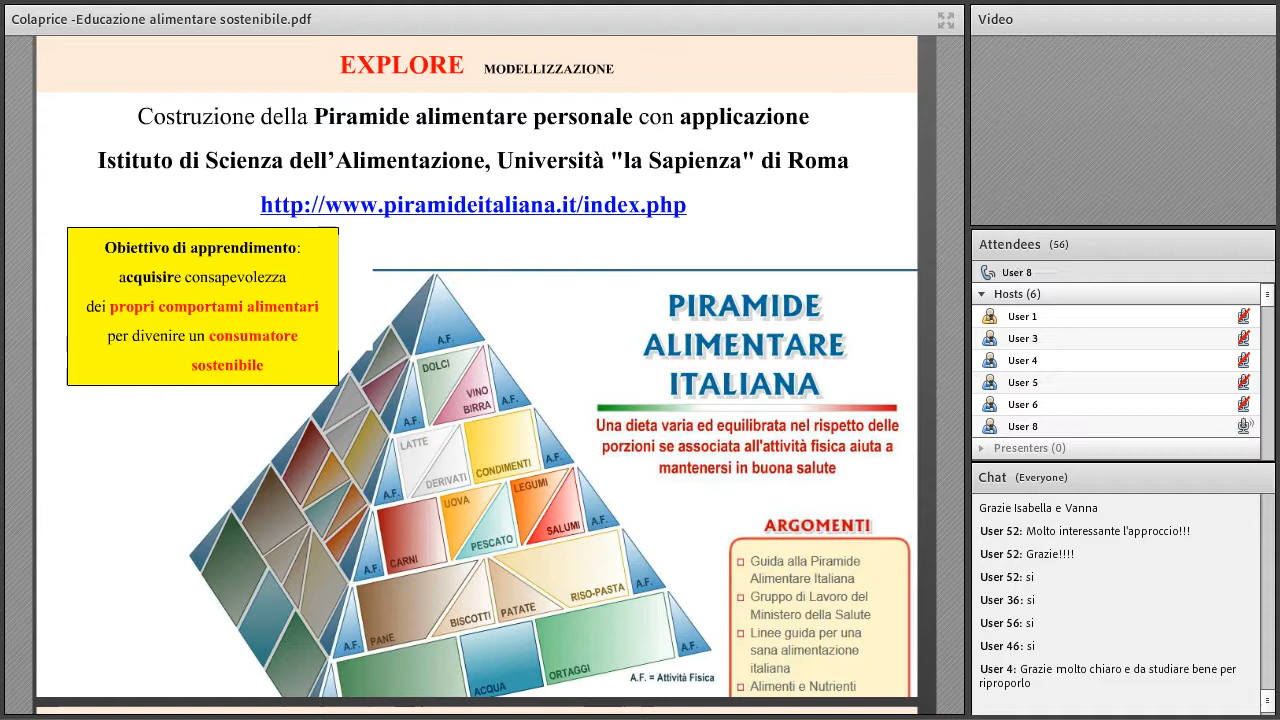 Colaprice -Educazione alimentare sostenibile.pdf
EXPLORE MODELLIZZAZIONE
Costruzione della Piramide alimentare personale con applicazione
Istituto di Scienza dell'Alimentazione, Università "la Sapienza" di Roma
http://www.piramideitaliana.it/index.php
Obiettivo di apprendimento:
acquisire consapevolezza
dei propri comportami alimentari
per divenire un consumatore
sostenibile
PIRAMIDE
ALIMENTARE
ITALIANA
Una dieta varia ed equilibrata nel rispetto delle
porzioni se associata all'attività fisica aiuta a
mantenersi in buona salute
A.F.
DOLCI
VINO
BIRRA
A.F.
A.F.
LATTE
DERIVATI
CONDIMENTI
A.F.
A.F.
CARNI
UOVA
PESCATO
LEGUMI
SALUMI
A.F.
A.F.
PANE
BISCOTTI
PATATE
RISO-PASTA
A.F.
A.F.
ACQUA
ORTAGGI
A.F.
A.F. = Attività Fisica
ARGOMENTI
Guida alla Piramide
Alimentare Italiana
Gruppo di Lavoro del
Ministero della Salute
Linee guida per una
sana alimentazione
italiana
Alimenti e Nutrienti
Video
Attendees (56)
User 8
Hosts (6)
User 1
User 3
User 4
User 5
User 6
User 8
Presenters (0)
Chat (Everyone)
Grazie Isabella e Vanna
User 52: Molto interessante l'approccio!!!
User 52: Grazie!!!!
User 52: si
User 36: si
User 56: si
User 46: si
User 4: Grazie molto chiaro e da studiare bene per
riproporlo